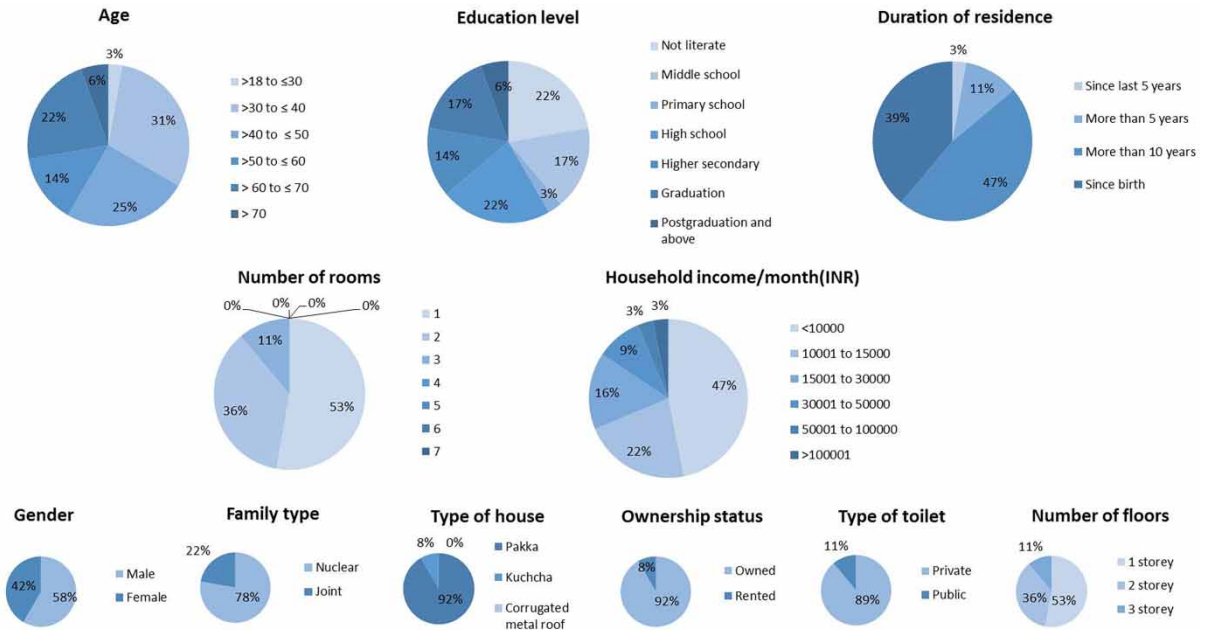 Age
3%
31%
25%
14%
22%
6%
>18 to ≤30
>30 to ≤ 40
>40 to ≤ 50
>50 to ≤ 60
> 60 to ≤ 70
> 70
Education level
22%
17%
3%
22%
14%
17%
6%
Not literate
Middle school
Primary school
High school
Higher secondary
Graduation
Postgraduation and
above
Duration of residence
3%
11%
47%
39%
Since last 5 years
More than 5 years
More than 10 years
Since birth
Number of rooms
0%
0%
0%
0%
11%
36%
53%
1
2
3
4
5
6
7
Household income/month(INR)
3%
3%
9%
16%
22%
47%
<10000
10001 to 15000
15001 to 30000
30001 to 50000
50001 to 100000
>100001
Gender
42%
58%
Male
Female
Family type
22%
78%
Nuclear
Joint
Type of house
8%
0%
92%
Pakka
Kuchcha
Corrugated
metal roof
Ownership status
8%
92%
Owned
Rented
Type of toilet
11%
89%
Private
Public
Number of floors
11%
36%
53%
1 storey
2 storey
3 storey